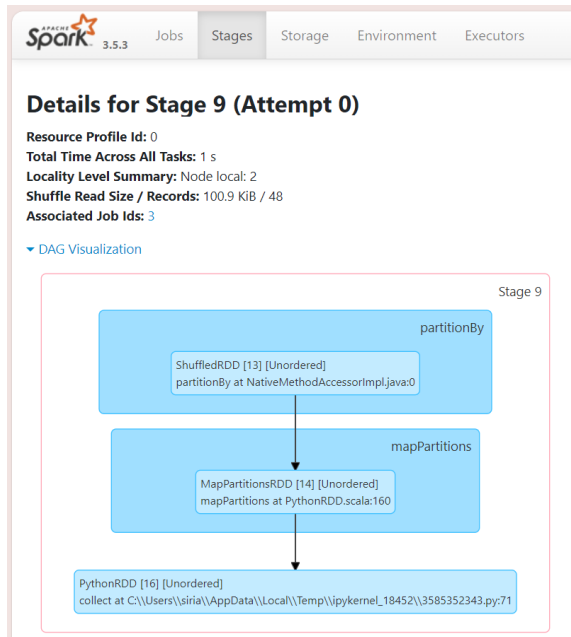 APACHE
Spark 3.5.3 Jobs Stages Storage Environment Executors
Details for Stage 9 (Attempt 0)
Resource Profile Id: 0
Total Time Across All Tasks: 1 s
Locality Level Summary: Node local: 2
Shuffle Read Size / Records: 100.9 KiB / 48
Associated Job Ids: 3
DAG Visualization
Stage 9
partitionBy
ShuffledRDD [13] [Unordered]
partitionBy at NativeMethodAccessorImpl.java:0
mapPartitions
MapPartitionsRDD [14] [Unordered]
mapPartitions at PythonRDD.scala:160
PythonRDD [16] [Unordered]
collect at C:\\Users\\siria\\AppData\\Local\\Temp\\ipykernel_18452\\3585352343.py:71